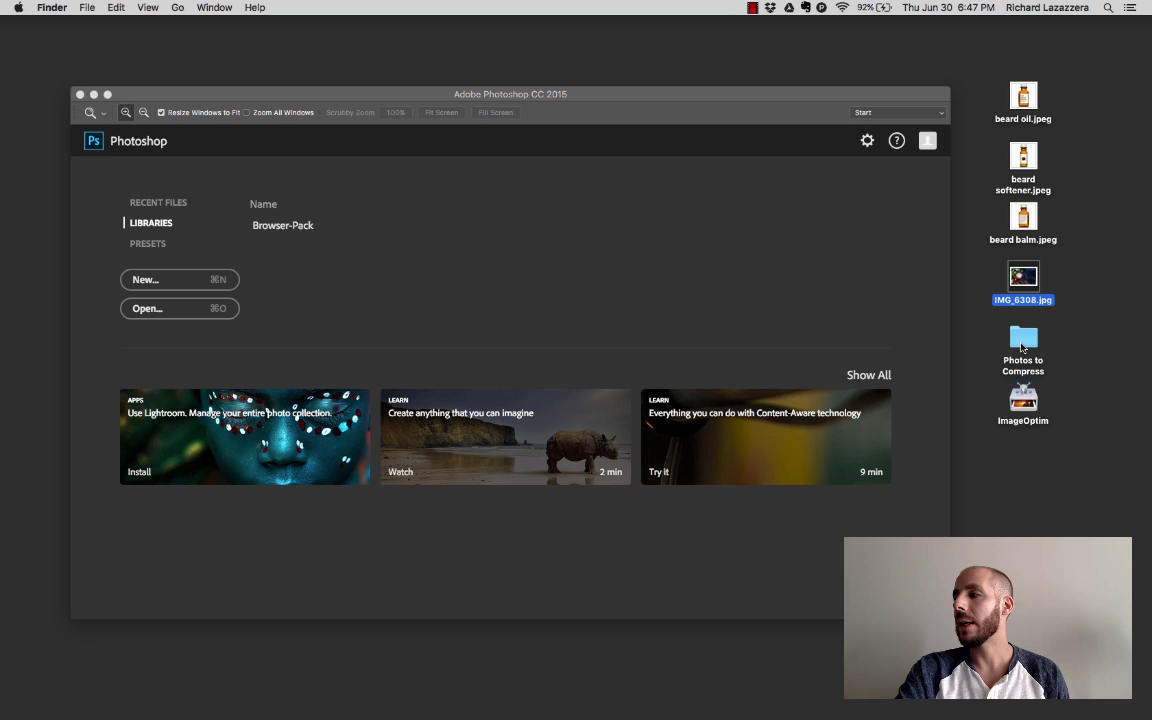 Finder File Edit View Go Window Help
92% Thu Jun 30 6:47 PM Richard Lazazzera
Adobe Photoshop CC 2015
Resize Windows to Fit Zoom All Windows Scrubby Zoom 100% Fit Screen Fill Screen Start
Ps Photoshop
RECENT FILES
LIBRARIES
PRESETS
Name
Browser-Pack
New... ⌘N
Open... ⌘O
Show All
APPS
Use Lightroom. Manage your entire photo collection.
Install
LEARN
Create anything that you can imagine
Watch 2 min
LEARN
Everything you can do with Content-Aware technology
Try it 9 min
beard oil.jpeg
beard
softener.jpeg
beard balm.jpeg
IMG_6308.jpg
Photos to
Compress
ImageOptim